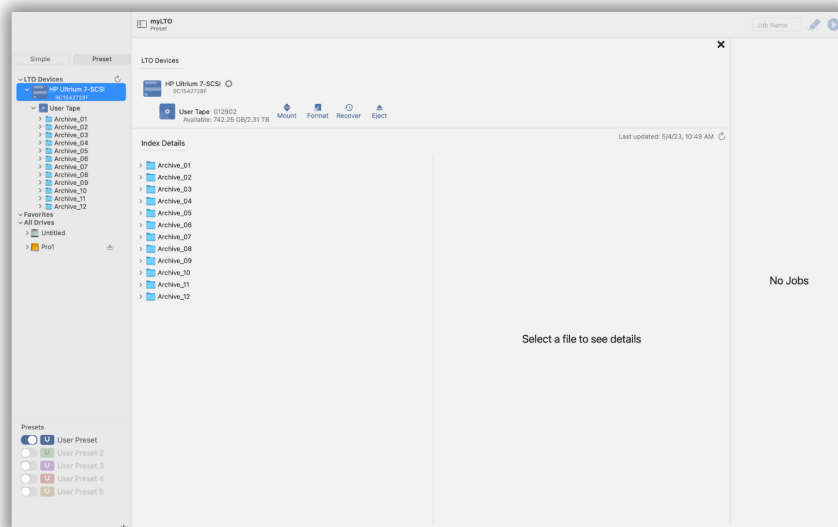 myLTO
Preset
Job Name
Simple
Preset
LTO Devices
HP Ultrium 7-SCSI
9C1542728F
User Tape
Archive_01
Archive_02
Archive_03
Archive_04
Archive_05
Archive_06
Archive_07
Archive_08
Archive_09
Archive_10
Archive_11
Archive_12
Favorites
All Drives
Untitled
Pro1
Presets
U User Preset
U User Preset 2
U User Preset 3
U User Preset 4
U User Preset 5
LTO Devices
HP Ultrium 7-SCSI
9C1542728F
User Tape 012902
Available: 742.25 GB/2.31 TB
Mount
Format
Recover
Eject
Last updated: 5/4/23, 10:49 AM
Index Details
Archive_01
Archive_02
Archive_03
Archive_04
Archive_05
Archive_06
Archive_07
Archive_08
Archive_09
Archive_10
Archive_11
Archive_12
Select a file to see details
No Jobs